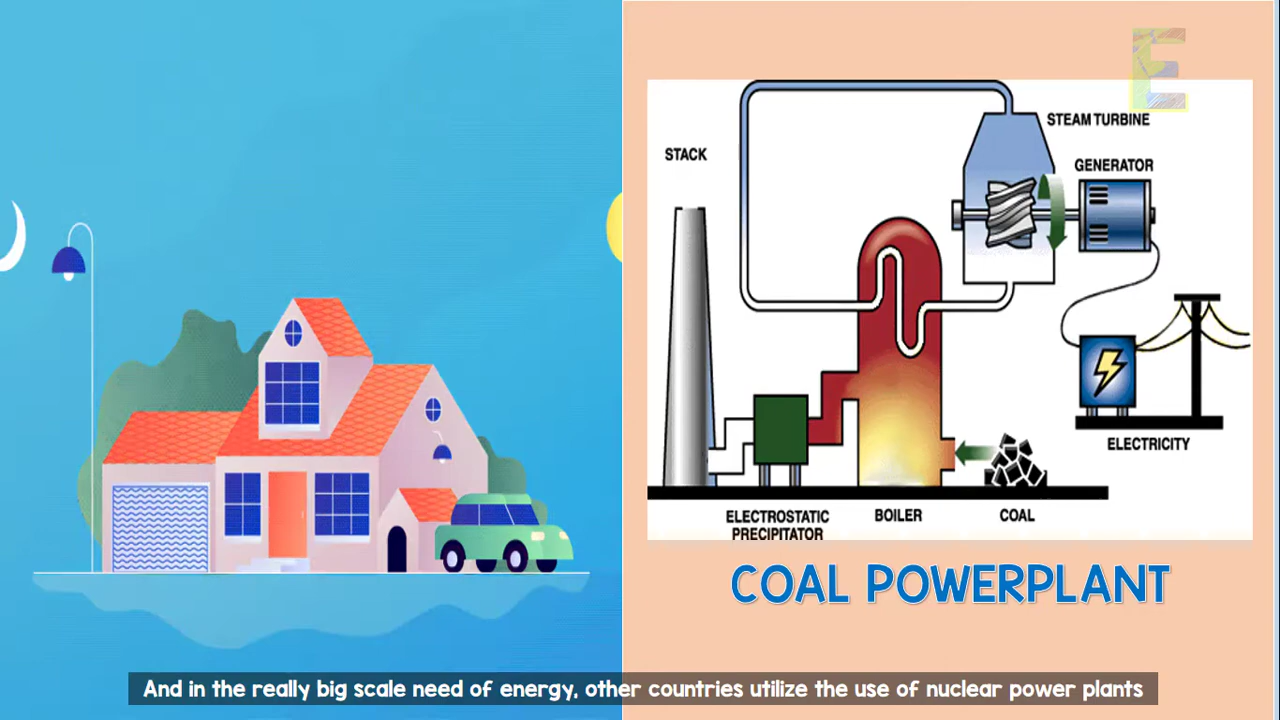 E
STEAM TURBINE
STACK
GENERATOR
ELECTRICITY
ELECTROSTATIC
PRECIPITATOR
BOILER
COAL
COAL POWERPLANT
And in the really big scale need of energy, other countries utilize the use of nuclear power plants